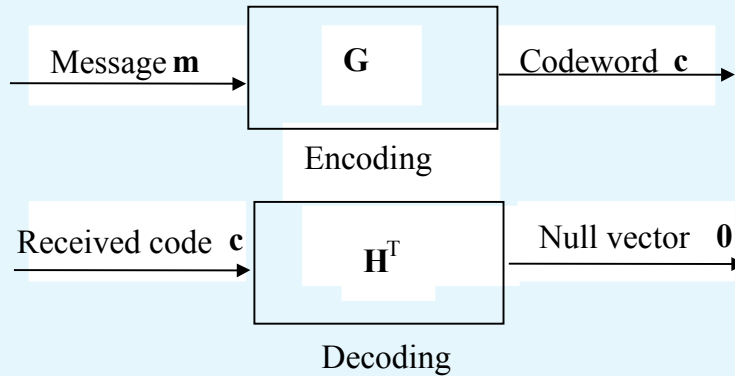 Message m G Codeword c
Encoding
Received code c H^T Null vector 0
Decoding